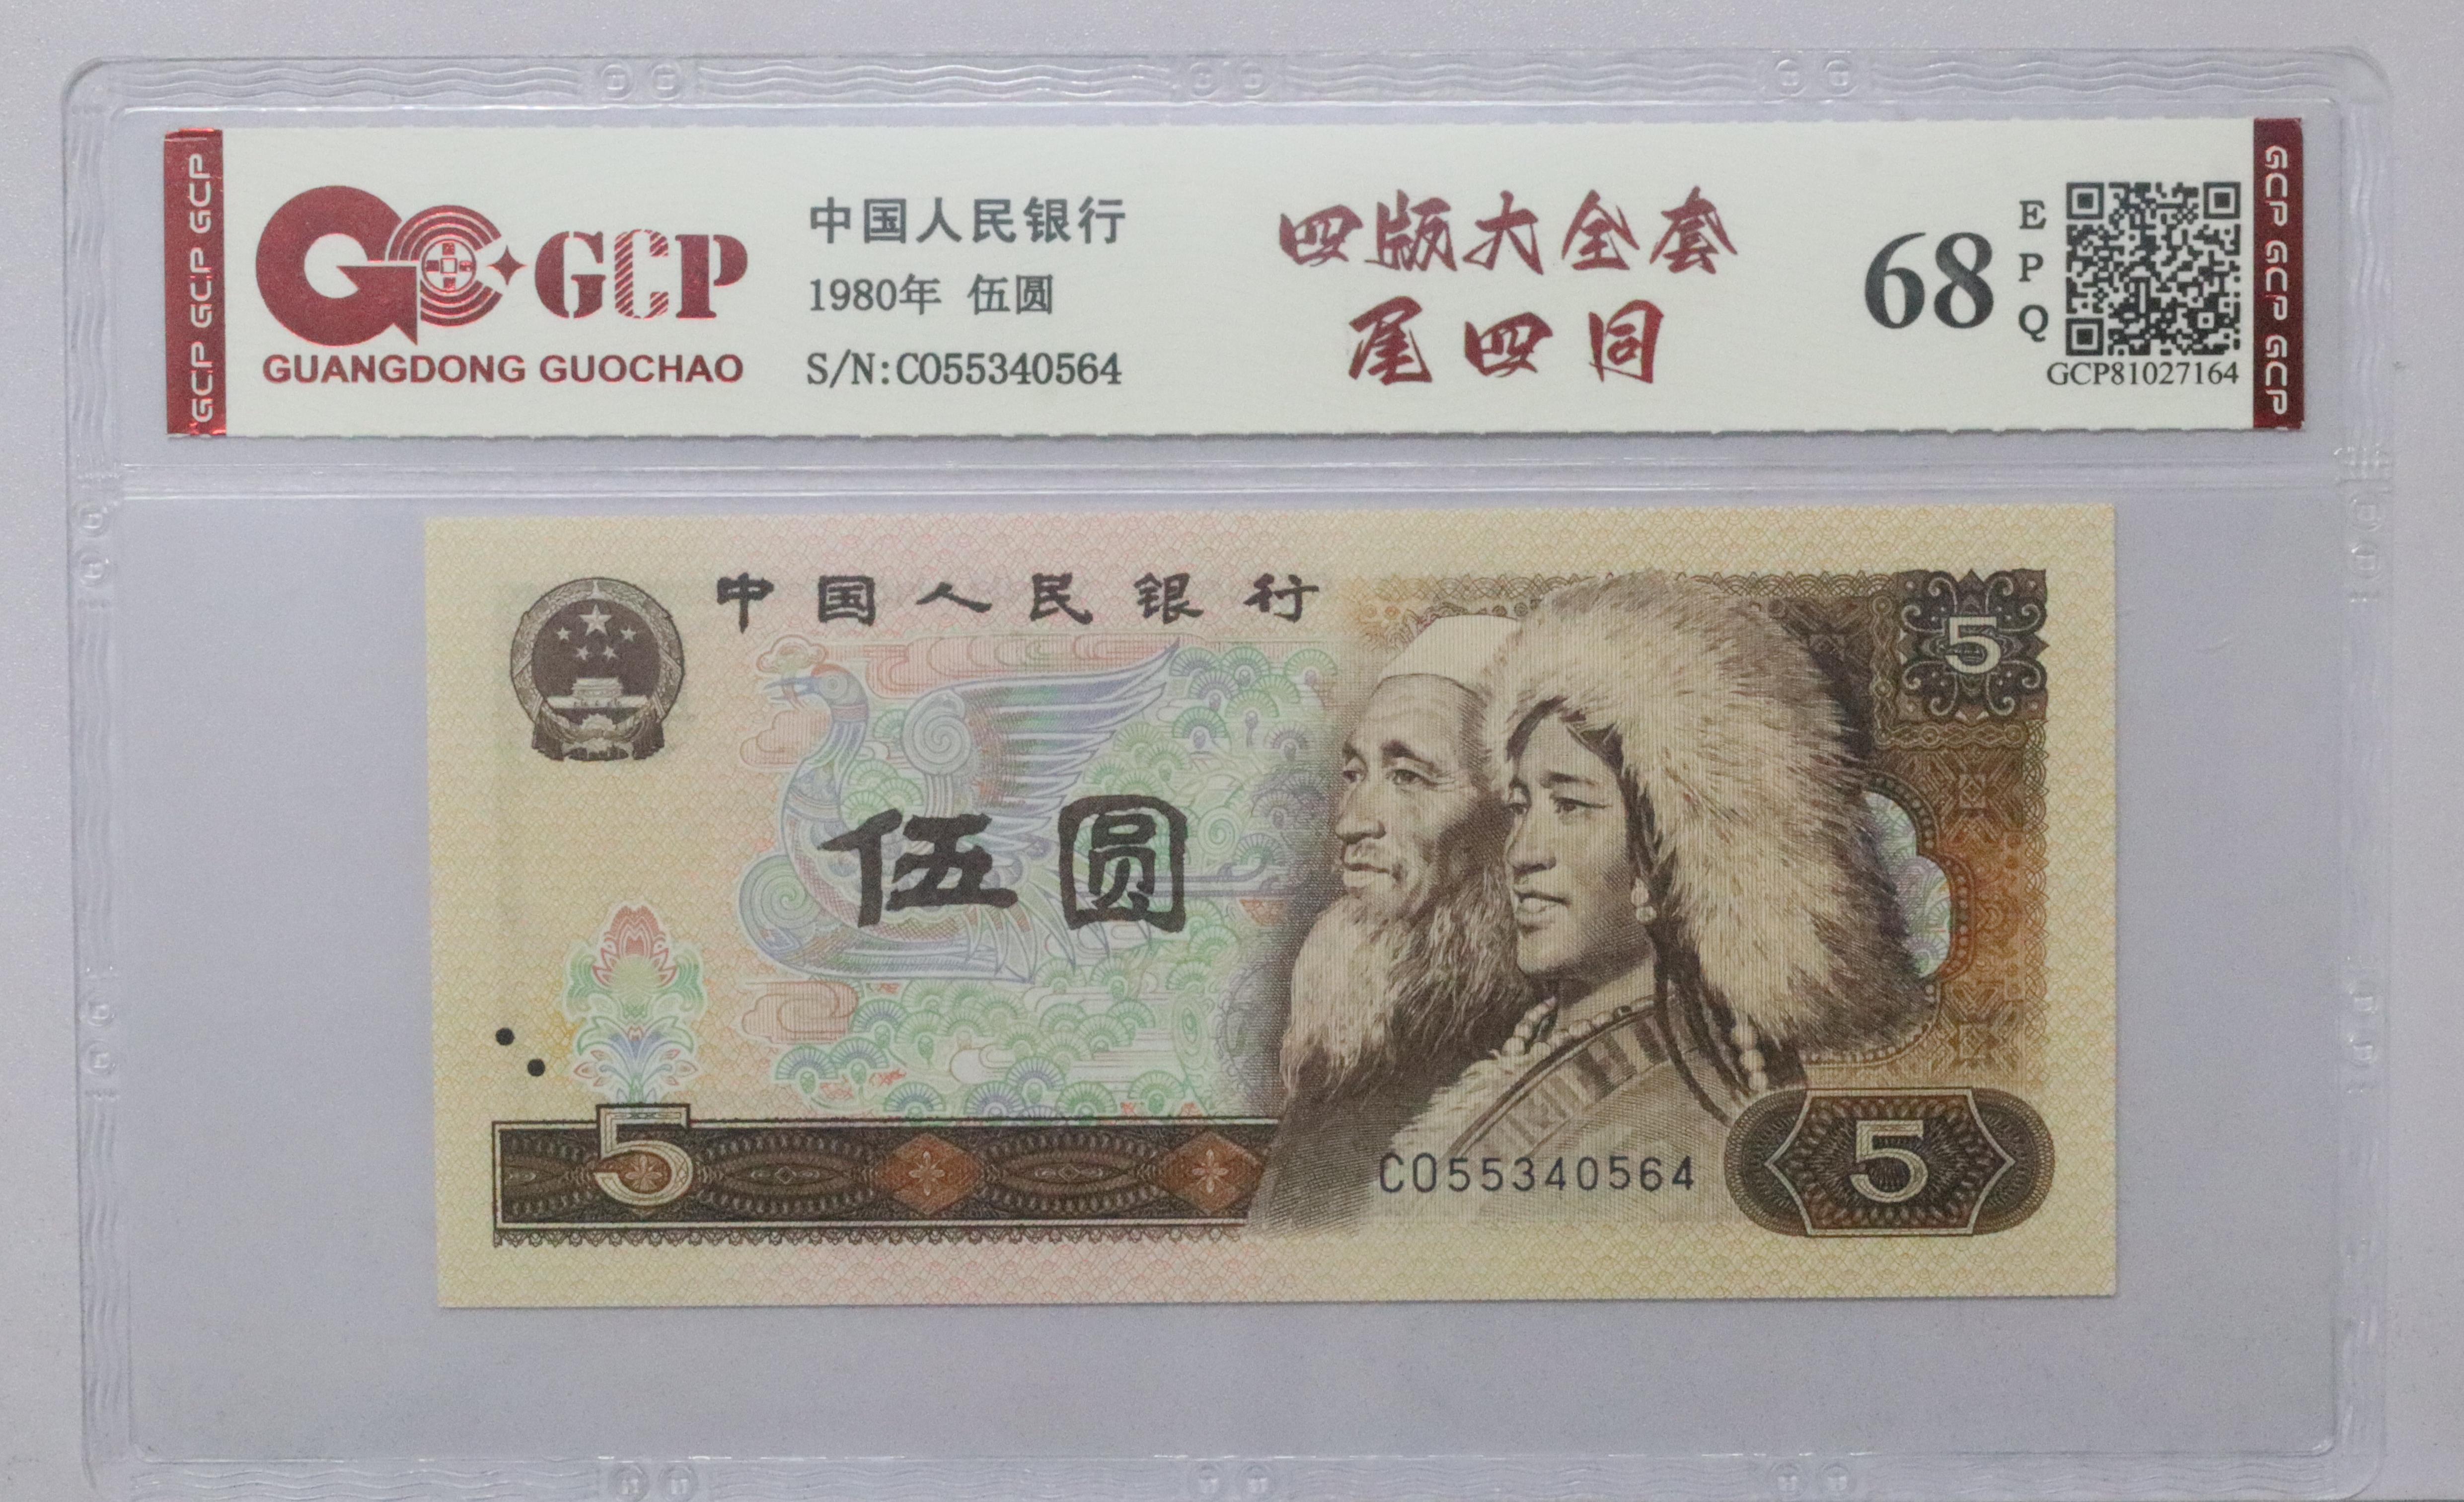 GCP GCP GCP
GCP
GUANGDONG GUOCHAO
中国人民银行
1980年 伍圆
S/N:CO55340564
四版大全套
尾四同
68
EPQ
GCP81027164
GCP GCP GCP
中国人民银行
5
伍圆
5
CO55340564
5